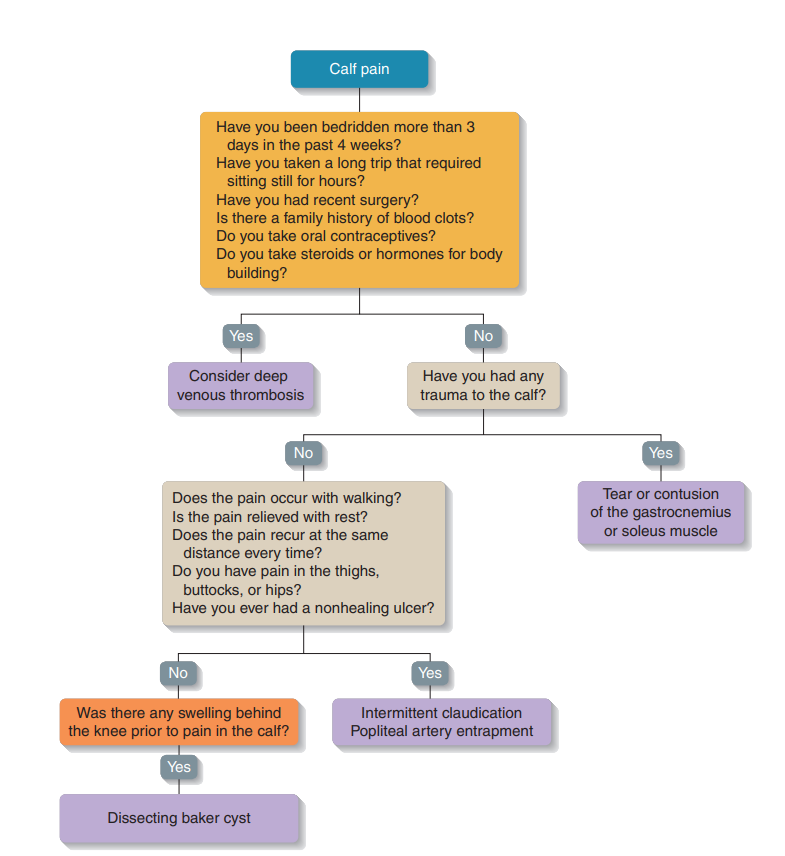 Calf pain
Have you been bedridden more than 3
days in the past 4 weeks?
Have you taken a long trip that required
sitting still for hours?
Have you had recent surgery?
Is there a family history of blood clots?
Do you take oral contraceptives?
Do you take steroids or hormones for body
building?
Yes
No
Consider deep
venous thrombosis
Have you had any
trauma to the calf?
No
Yes
Does the pain occur with walking?
Is the pain relieved with rest?
Does the pain recur at the same
distance every time?
Do you have pain in the thighs,
buttocks, or hips?
Have you ever had a nonhealing ulcer?
Tear or contusion
of the gastrocnemius
or soleus muscle
No
Yes
Was there any swelling behind
the knee prior to pain in the calf?
Intermittent claudication
Popliteal artery entrapment
Yes
Dissecting baker cyst